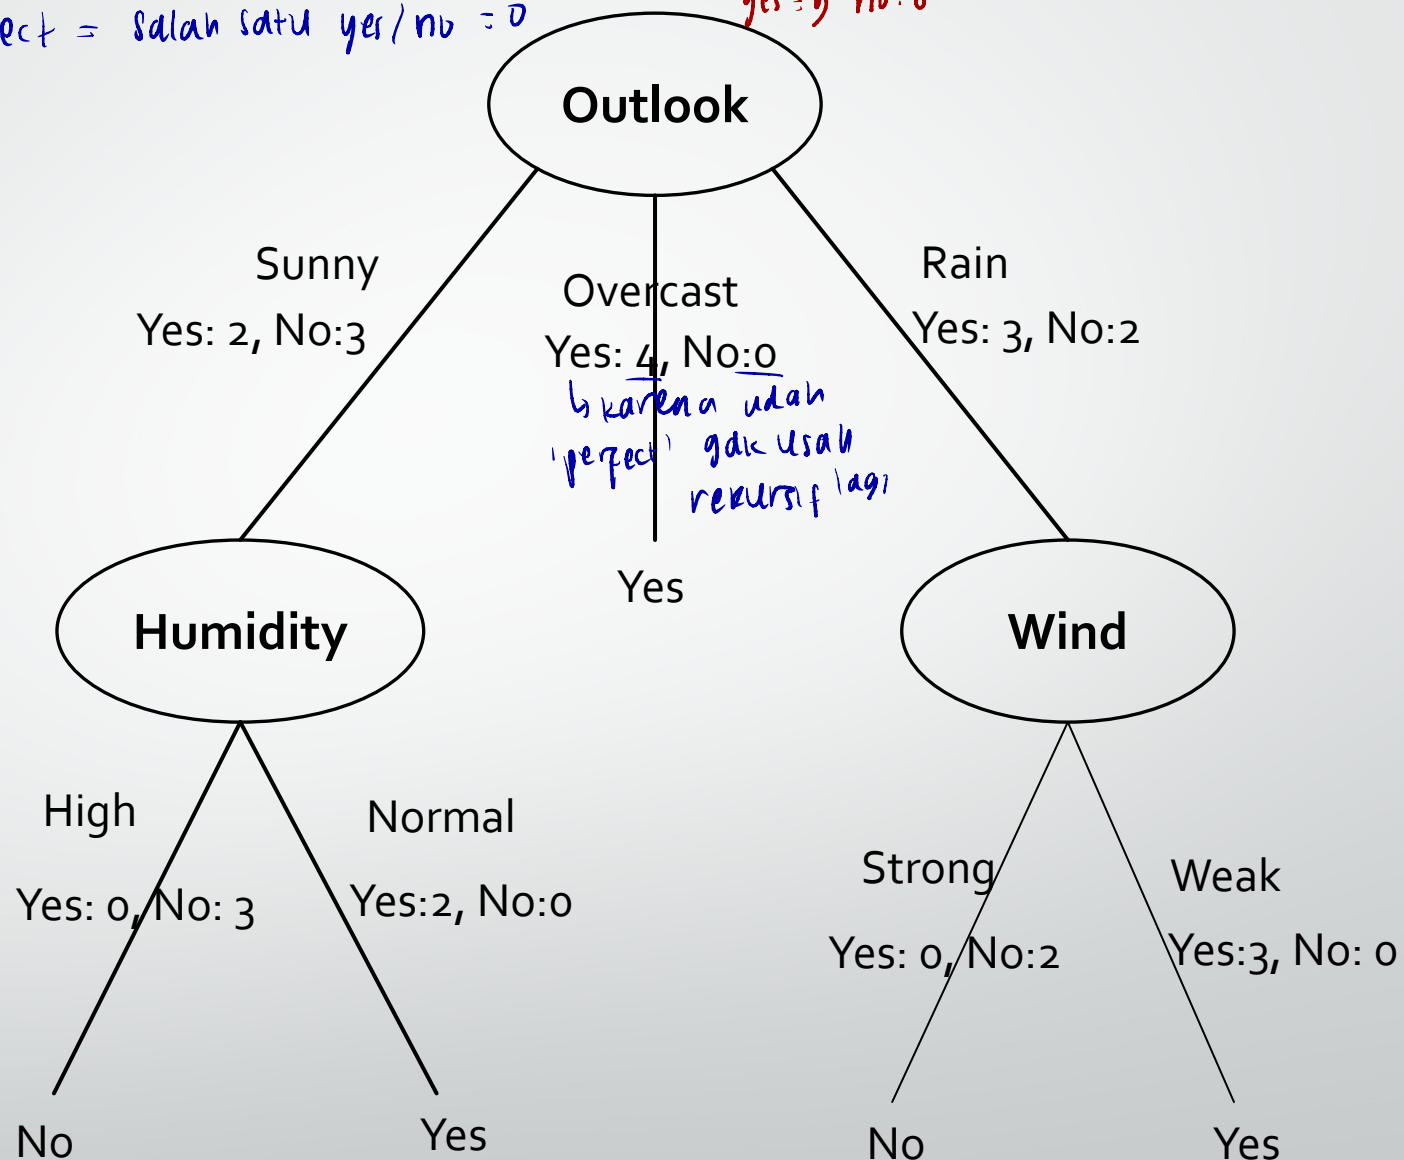 ect = salah satu yes/no = 0
Outlook
Sunny
Yes: 2, No:3
Overcast
Yes: 4, No:0
Rain
Yes: 3, No:2
↳ karena udah
'perfect' gak usah
rekursif lagi
Humidity
Yes
Wind
High
Yes: 0, No: 3
Normal
Yes:2, No:0
Strong
Yes: 0, No:2
Weak
Yes:3, No: 0
No
Yes
No
Yes